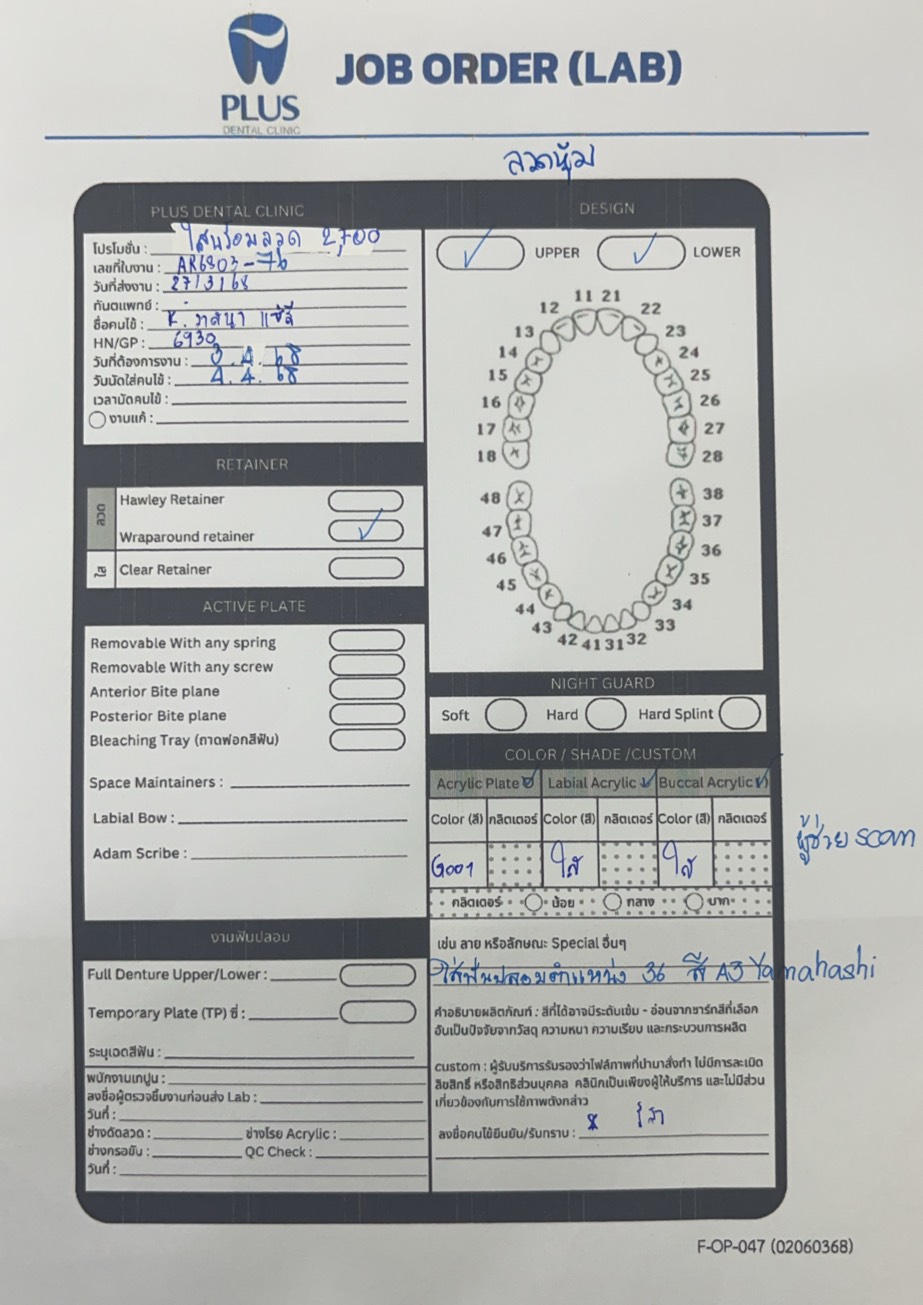 PLUS
DENTAL CLINIC
JOB ORDER (LAB)
ลวดหุ้ม
PLUS DENTAL CLINIC
โปรโมชั่น : ใสพร้อมลวด 2,700
เลขที่ใบงาน : AR6803-76
วันที่ส่งงาน : 27/3/68
ทันตแพทย์ : -
ชื่อคนไข้ : K.
HN/GP : 6930
วันที่ต้องการงาน : 3.4.68
วันนัดใส่คนไข้ : 4.4.68
เวลานัดคนไข้ :
งานแก้ :
RETAINER
ลวด
Hawley Retainer
Wraparound retainer
ใส
Clear Retainer
ACTIVE PLATE
Removable With any spring
Removable With any screw
Anterior Bite plane
Posterior Bite plane
Bleaching Tray (ถาดฟอกสีฟัน)
Space Maintainers :
Labial Bow :
Adam Scribe :
งานฟันปลอม
Full Denture Upper/Lower :
Temporary Plate (TP) ซี่ :
ระบุเฉดสีฟัน :
พนักงานเทปูน :
ลงชื่อผู้ตรวจชิ้นงานก่อนส่ง Lab :
วันที่ :
ช่างดัดลวด : ช่างโรย Acrylic :
ช่างกรอขัด : QC Check :
วันที่ :
DESIGN
UPPER LOWER
11 21
12 22
13 23
14 24
15 25
16 26
17 27
18 28
48 38
47 37
46 36
45 35
44 34
43 33
42 41 31 32
NIGHT GUARD
Soft Hard Hard Splint
COLOR / SHADE /CUSTOM
Acrylic Plate Labial Acrylic Buccal Acrylic
Color (สี) กลิตเตอร์ Color (สี) กลิตเตอร์ Color (สี) กลิตเตอร์
G001 ใส ใส
ผู้ช่วย scan
กลิตเตอร์ น้อย กลาง มาก
เช่น ลาย หรือลักษณะ Special อื่นๆ
ใส่ฟันปลอมตำแหน่ง 36 สี A3 Yamahashi
คำอธิบายผลิตภัณฑ์ : สีที่ได้อาจมีระดับเข้ม - อ่อนจากชาร์ทสีที่เลือก
อันเป็นปัจจัยจากวัสดุ ความหนา ความเรียบ และกระบวนการผลิต
custom : ผู้รับบริการรับรองว่าไฟล์ภาพที่นำมาสั่งทำ ไม่มีการละเมิด
ลิขสิทธิ์ หรือสิทธิส่วนบุคคล คลินิกเป็นเพียงผู้ให้บริการ และไม่มีส่วน
เกี่ยวข้องกับการใช้ภาพดังกล่าว
ลงชื่อคนไข้ยืนยัน/รับทราบ : x
F-OP-047 (02060368)